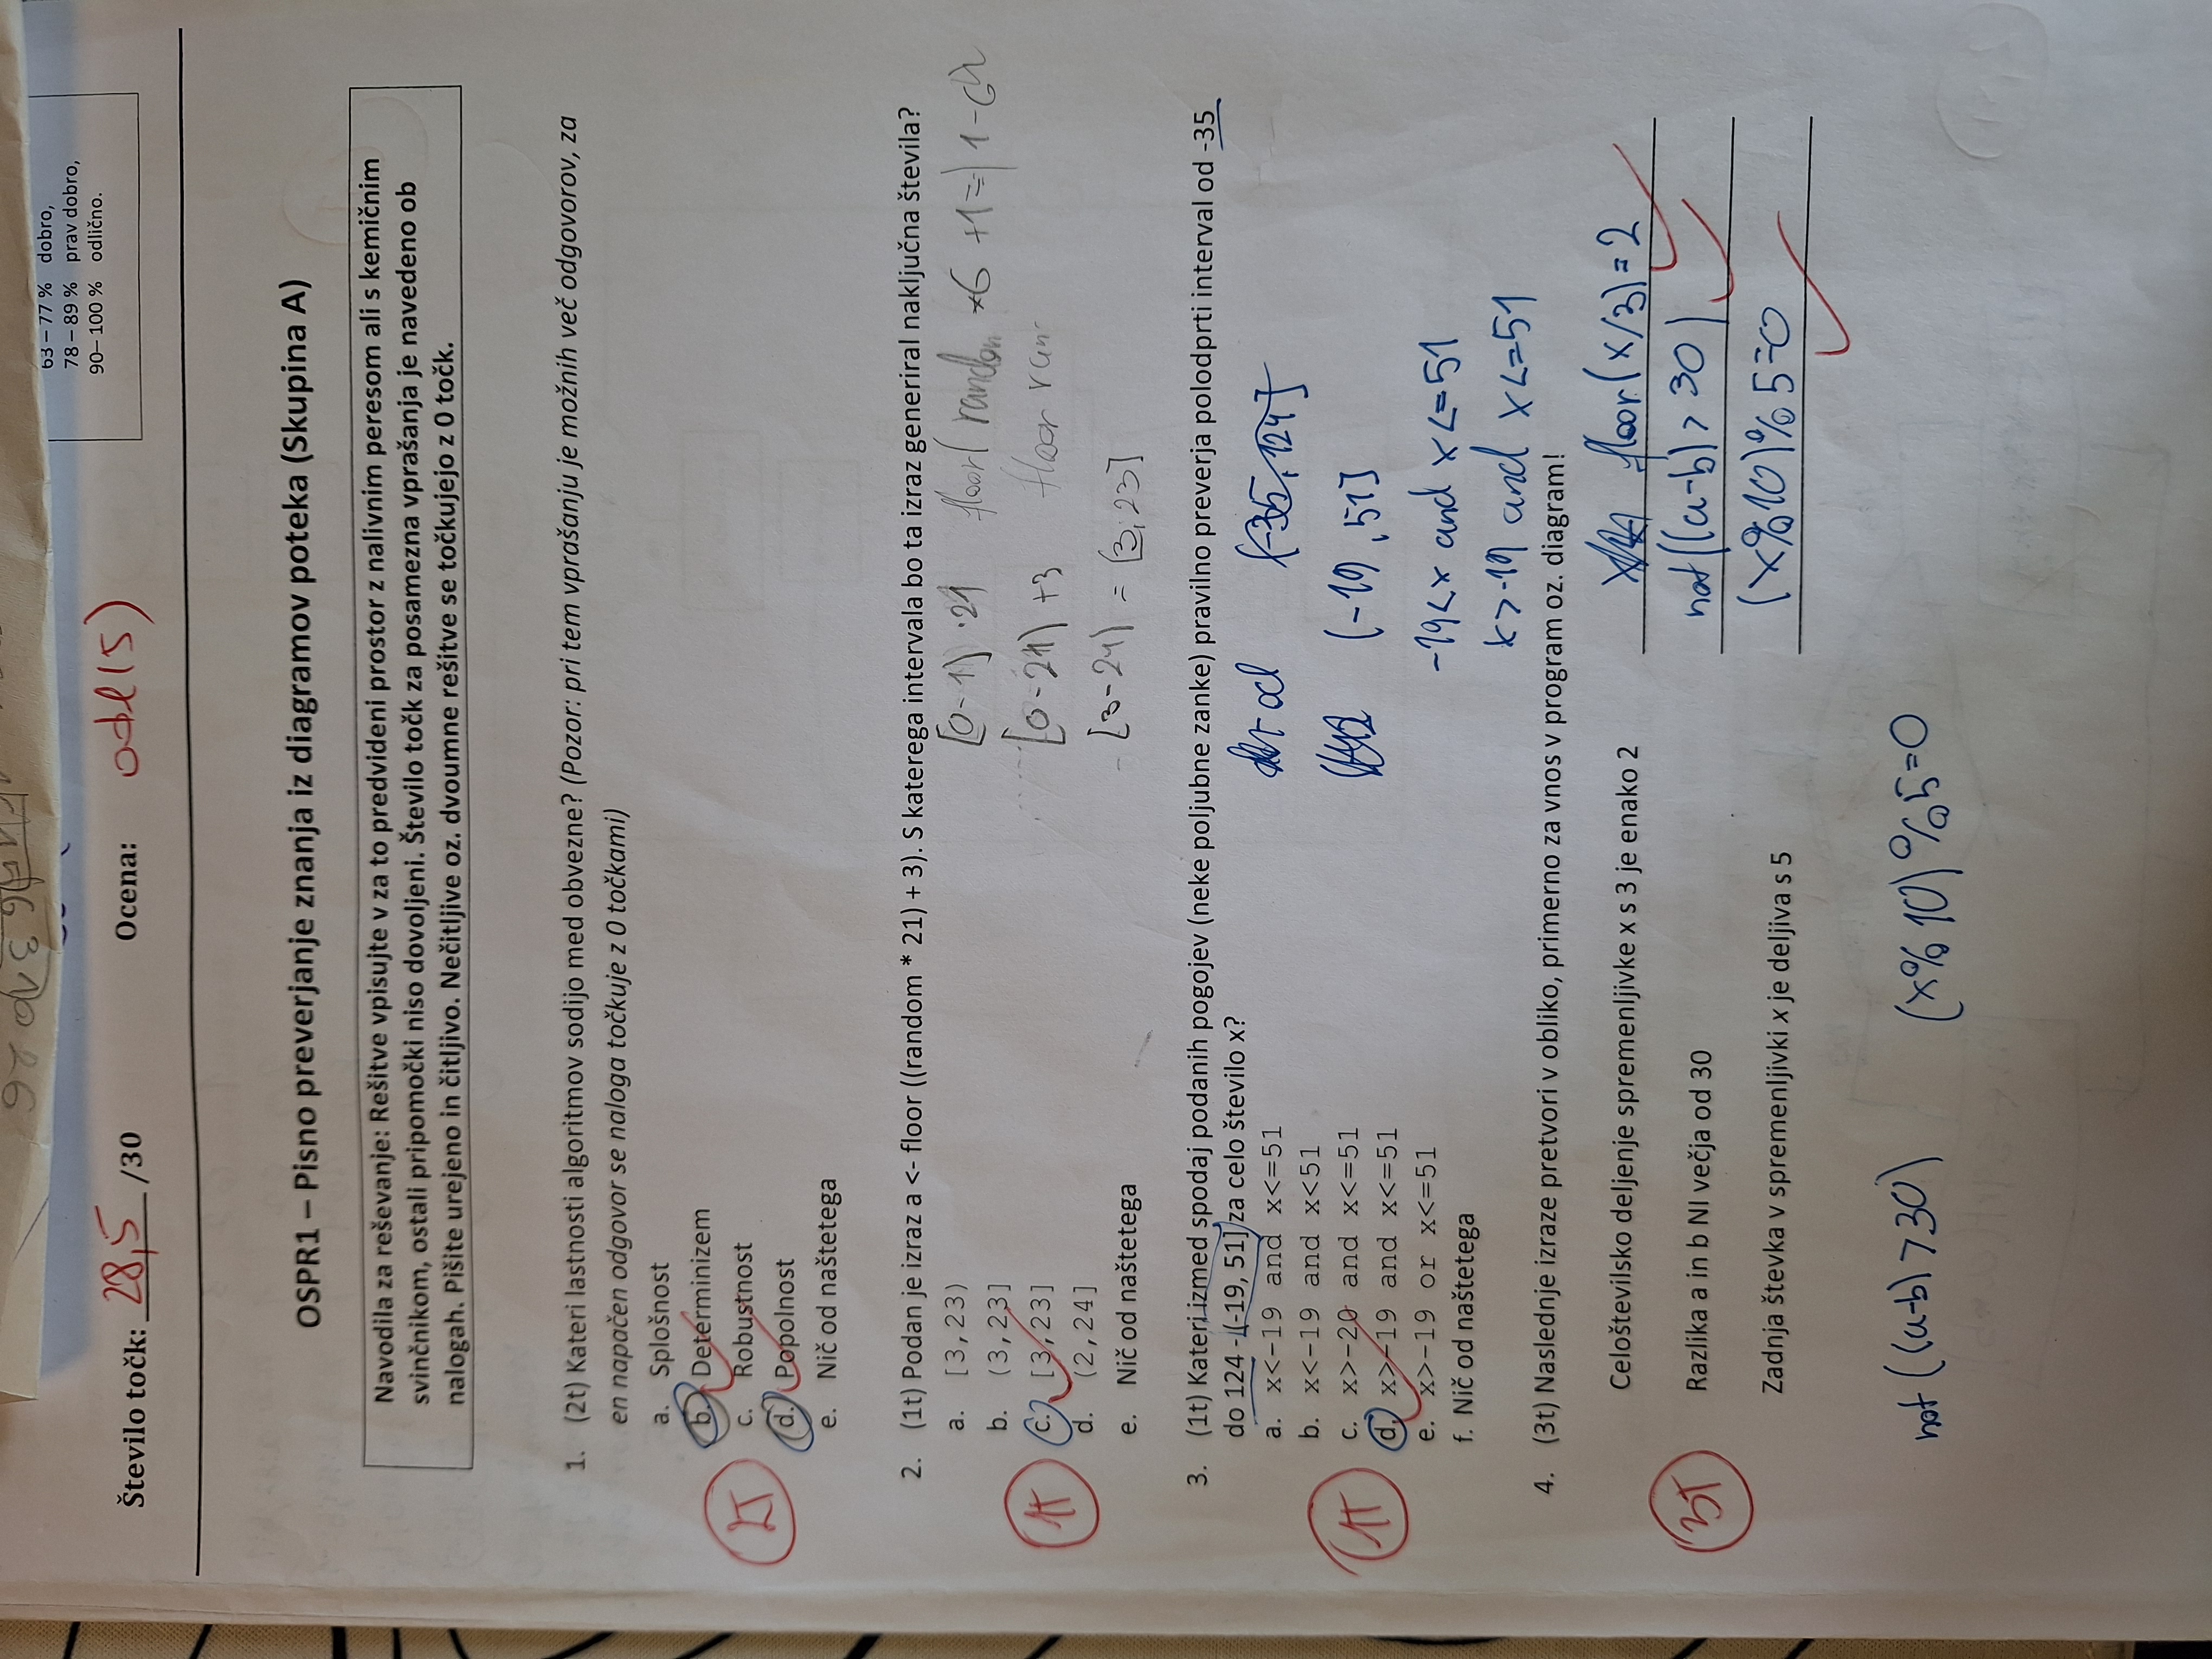 63 – 77 % dobro,
78 – 89 % prav dobro,
90– 100 % odlično.
Število točk: 28,5 /30 Ocena: odl(5)
OSPR1 – Pisno preverjanje znanja iz diagramov poteka (Skupina A)
Navodila za reševanje: Rešitve vpisujte v za to predvideni prostor z nalivnim peresom ali s kemičnim
svinčnikom, ostali pripomočki niso dovoljeni. Število točk za posamezna vprašanja je navedeno ob
nalogah. Pišite urejeno in čitljivo. Nečitljive oz. dvoumne rešitve se točkujejo z 0 točk.
1. (2t) Kateri lastnosti algoritmov sodijo med obvezne? (Pozor: pri tem vprašanju je možnih več odgovorov, za
en napačen odgovor se naloga točkuje z 0 točkami)
a. Splošnost
b. Determinizem
2T
c. Robustnost
d. Popolnost
e. Nič od naštetega
2. (1t) Podan je izraz a <- floor ((random * 21) + 3). S katerega intervala bo ta izraz generiral naključna števila?
a. [3,23)
[0-1) ·21 floor( random *6 +1
b. (3,23]
1T
c. [3,23]
[0-21) +3 floor ran
d. (2,24]
[3-24) = [3,23]
e. Nič od naštetega
3. (1t) Kateri izmed spodaj podanih pogojev (neke poljubne zanke) pravilno preverja polodprti interval od -35
do 124 - (-19, 51] za celo število x?
a. x<-19 and x<=51
od (-35, 124]
b. x<-19 and x<51
1T
c. x>-20 and x<=51
(-19, 51]
d. x>-19 and x<=51
e. x>-19 or x<=51
-19<x and x<=51
f. Nič od naštetega
x>-19 and x<=51
4. (3t) Naslednje izraze pretvori v obliko, primerno za vnos v program oz. diagram!
Celoštevilsko deljenje spremenljivke x s 3 je enako 2 floor(x/3)=2
3T
Razlika a in b NI večja od 30 not((a-b)>30)
Zadnja števka v spremenljivki x je deljiva s 5 (x%10)%5=0
not((a-b)>30) (x%10)%5=0